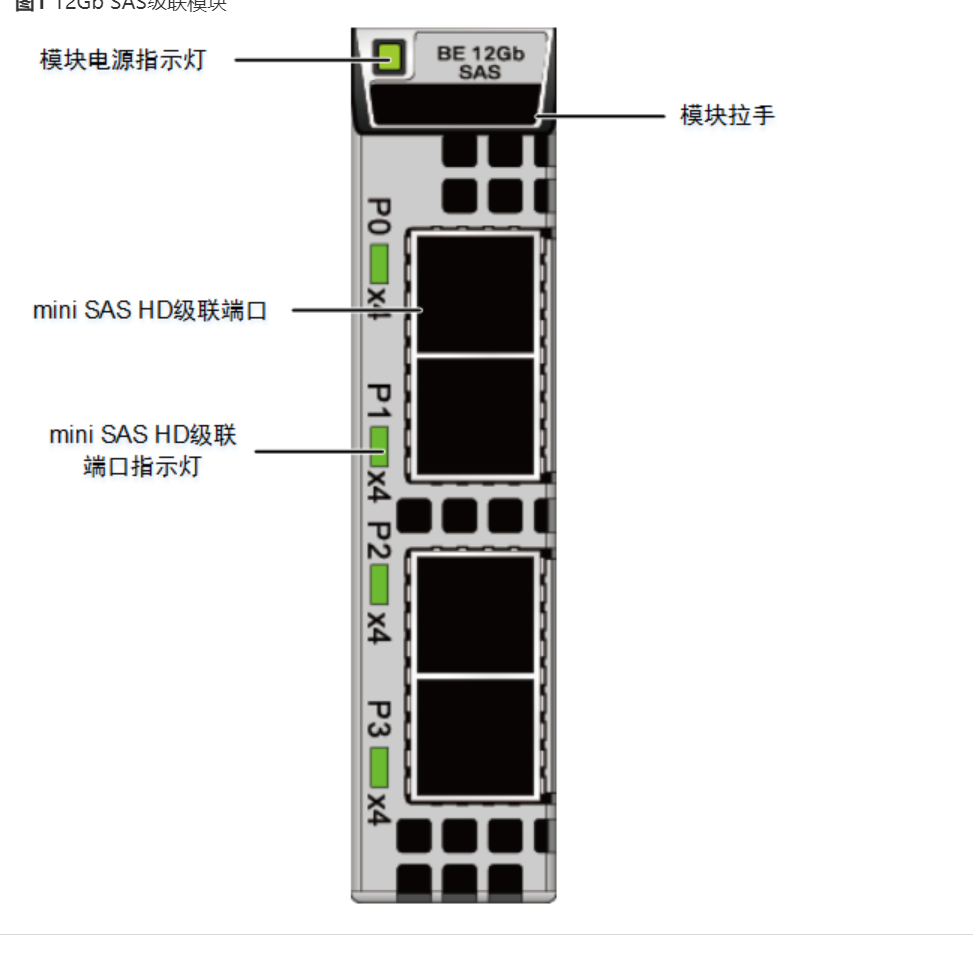 图1 12Gb SAS级联模块
模块电源指示灯
BE 12Gb
SAS
模块拉手
P0
x4
mini SAS HD级联端口
P1
mini SAS HD级联
端口指示灯
x4
P2
x4
P3
x4